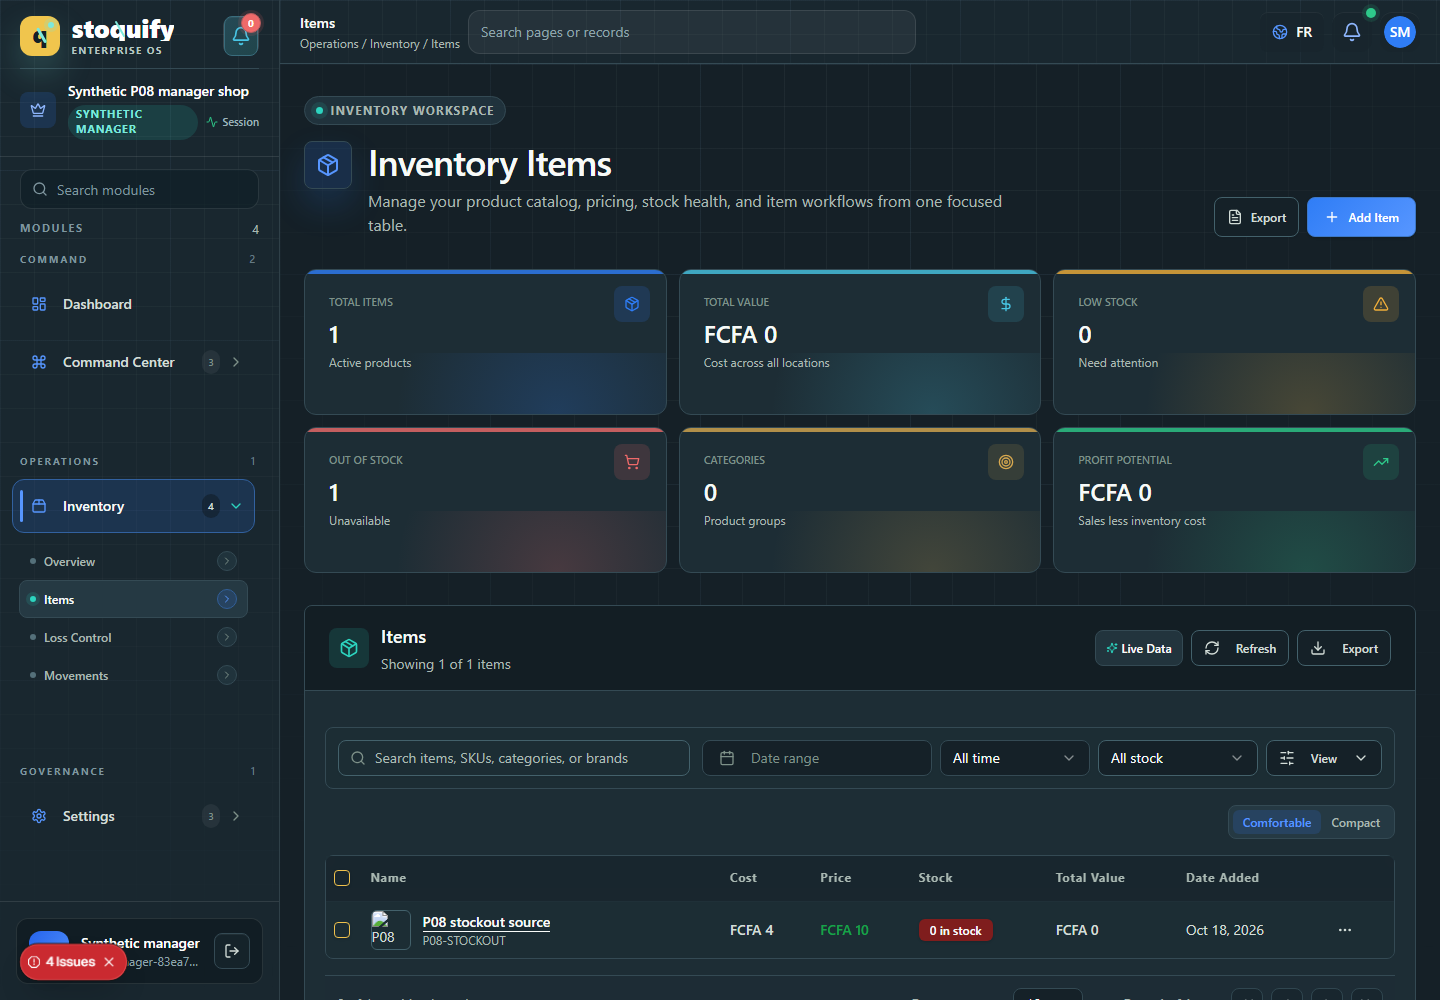 stoquify
ENTERPRISE OS
0
Synthetic P08 manager shop
SYNTHETIC MANAGER
Session
Search modules
MODULES 4
COMMAND 2
Dashboard
Command Center 3
OPERATIONS 1
Inventory 4
Overview
Items
Loss Control
Movements
GOVERNANCE 1
Settings 3
Synthetic manager
ager-83ea7...
4 Issues
Items
Operations / Inventory / Items
Search pages or records
FR
SM
INVENTORY WORKSPACE
Inventory Items
Manage your product catalog, pricing, stock health, and item workflows from one focused
table.
Export
Add Item
TOTAL ITEMS
1
Active products
TOTAL VALUE
FCFA 0
Cost across all locations
LOW STOCK
0
Need attention
OUT OF STOCK
1
Unavailable
CATEGORIES
0
Product groups
PROFIT POTENTIAL
FCFA 0
Sales less inventory cost
Items
Showing 1 of 1 items
Live Data
Refresh
Export
Search items, SKUs, categories, or brands
Date range
All time
All stock
View
Comfortable
Compact
Name Cost Price Stock Total Value Date Added
P08
P08 stockout source
P08-STOCKOUT
FCFA 4 FCFA 10 0 in stock FCFA 0 Oct 18, 2026